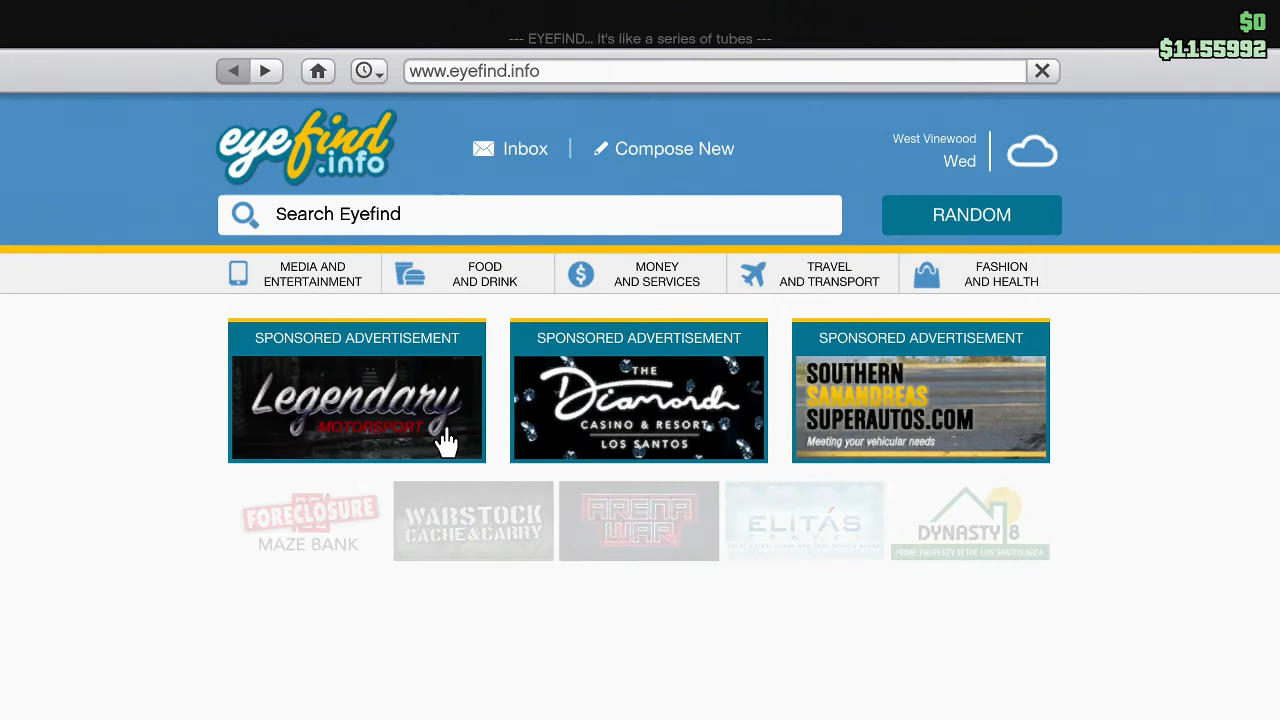 $0
--- EYEFIND... It's like a series of tubes ---
$1155992
www.eyefind.info
eyefind
.info
Inbox
Compose New
West Vinewood
Wed
Search Eyefind
RANDOM
MEDIA AND
ENTERTAINMENT
FOOD
AND DRINK
MONEY
AND SERVICES
TRAVEL
AND TRANSPORT
FASHION
AND HEALTH
SPONSORED ADVERTISEMENT
Legendary
MOTORSPORT
SPONSORED ADVERTISEMENT
THE
Diamond
CASINO & RESORT
LOS SANTOS
SPONSORED ADVERTISEMENT
SOUTHERN
SANANDREAS
SUPERAUTOS.COM
Meeting your vehicular needs
FORECLOSURE
MAZE BANK
WARSTOCK
CACHE&CARRY
ARENA
WAR
ELITÁS
TRAVEL
DYNASTY 8
PRIME PROPERTY IN THE LOS SANTOS AREA